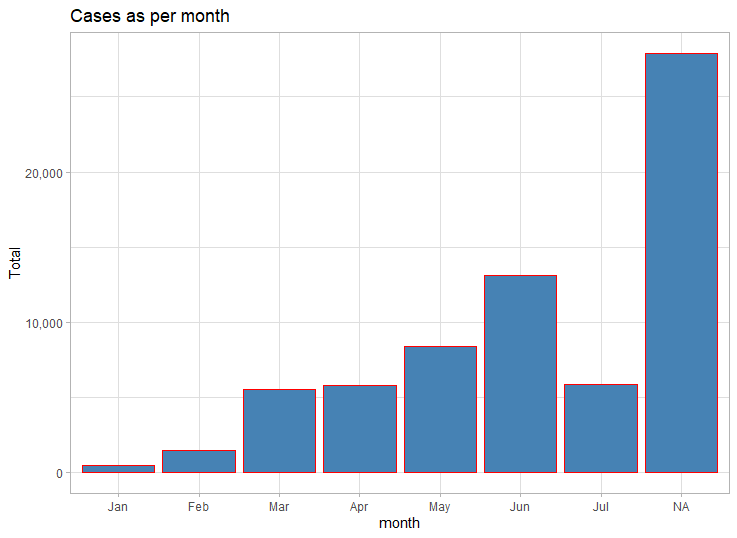 Cases as per month
Total
20,000
10,000
0
Jan Feb Mar Apr May Jun Jul NA
month